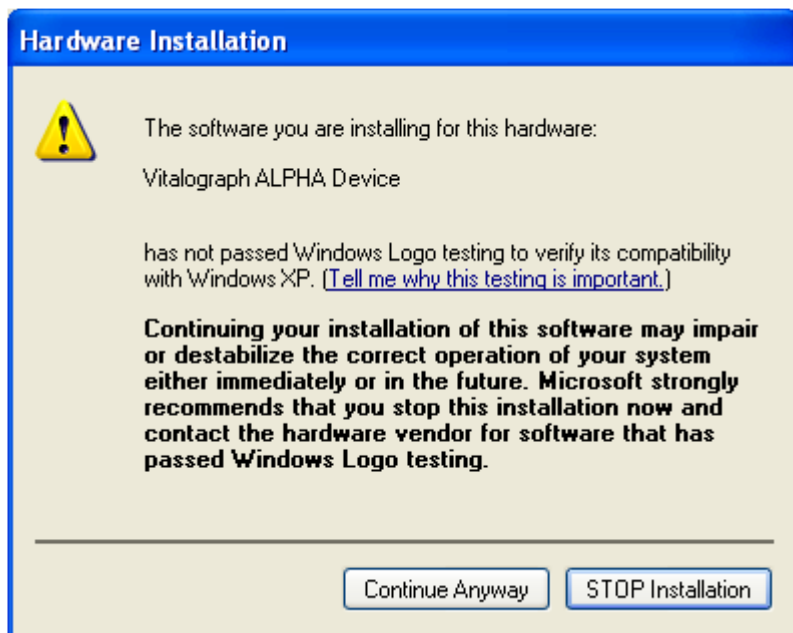 Hardware Installation
The software you are installing for this hardware:
Vitalograph ALPHA Device
has not passed Windows Logo testing to verify its compatibility
with Windows XP. (Tell me why this testing is important.)
Continuing your installation of this software may impair
or destabilize the correct operation of your system
either immediately or in the future. Microsoft strongly
recommends that you stop this installation now and
contact the hardware vendor for software that has
passed Windows Logo testing.
Continue Anyway
STOP Installation